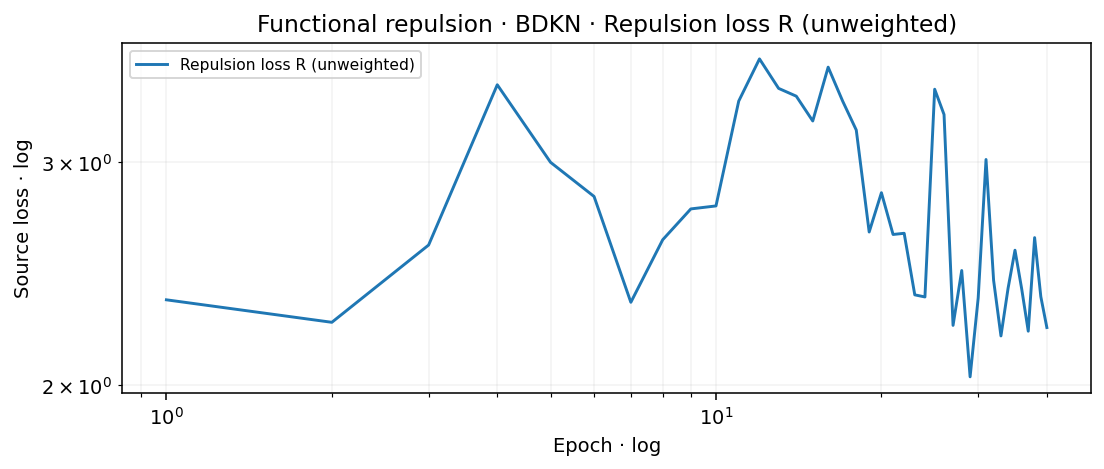 Functional repulsion · BDKN · Repulsion loss R (unweighted)
Repulsion loss R (unweighted)
Source loss · log
3 × 10⁰
2 × 10⁰
10⁰
10¹
Epoch · log